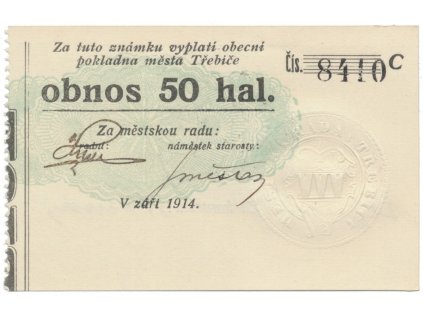 Za tuto známku vyplatí obecní
pokladna města Třebíče
čís. 8410 C
obnos 50 hal.
Za městskou radu:
radní: náměstek starosty:
V září 1914.